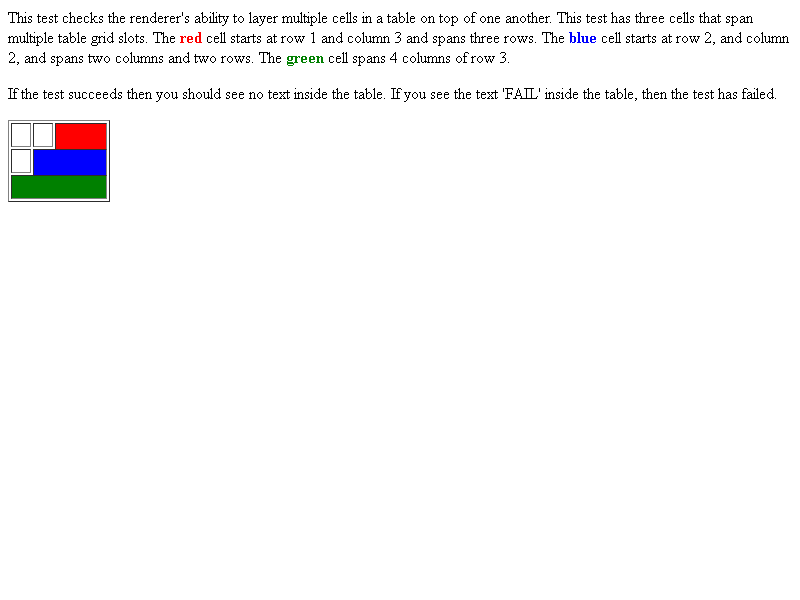 This test checks the renderer's ability to layer multiple cells in a table on top of one another. This test has three cells that span
multiple table grid slots. The red cell starts at row 1 and column 3 and spans three rows. The blue cell starts at row 2, and column
2, and spans two columns and two rows. The green cell spans 4 columns of row 3.
If the test succeeds then you should see no text inside the table. If you see the text 'FAIL' inside the table, then the test has failed.